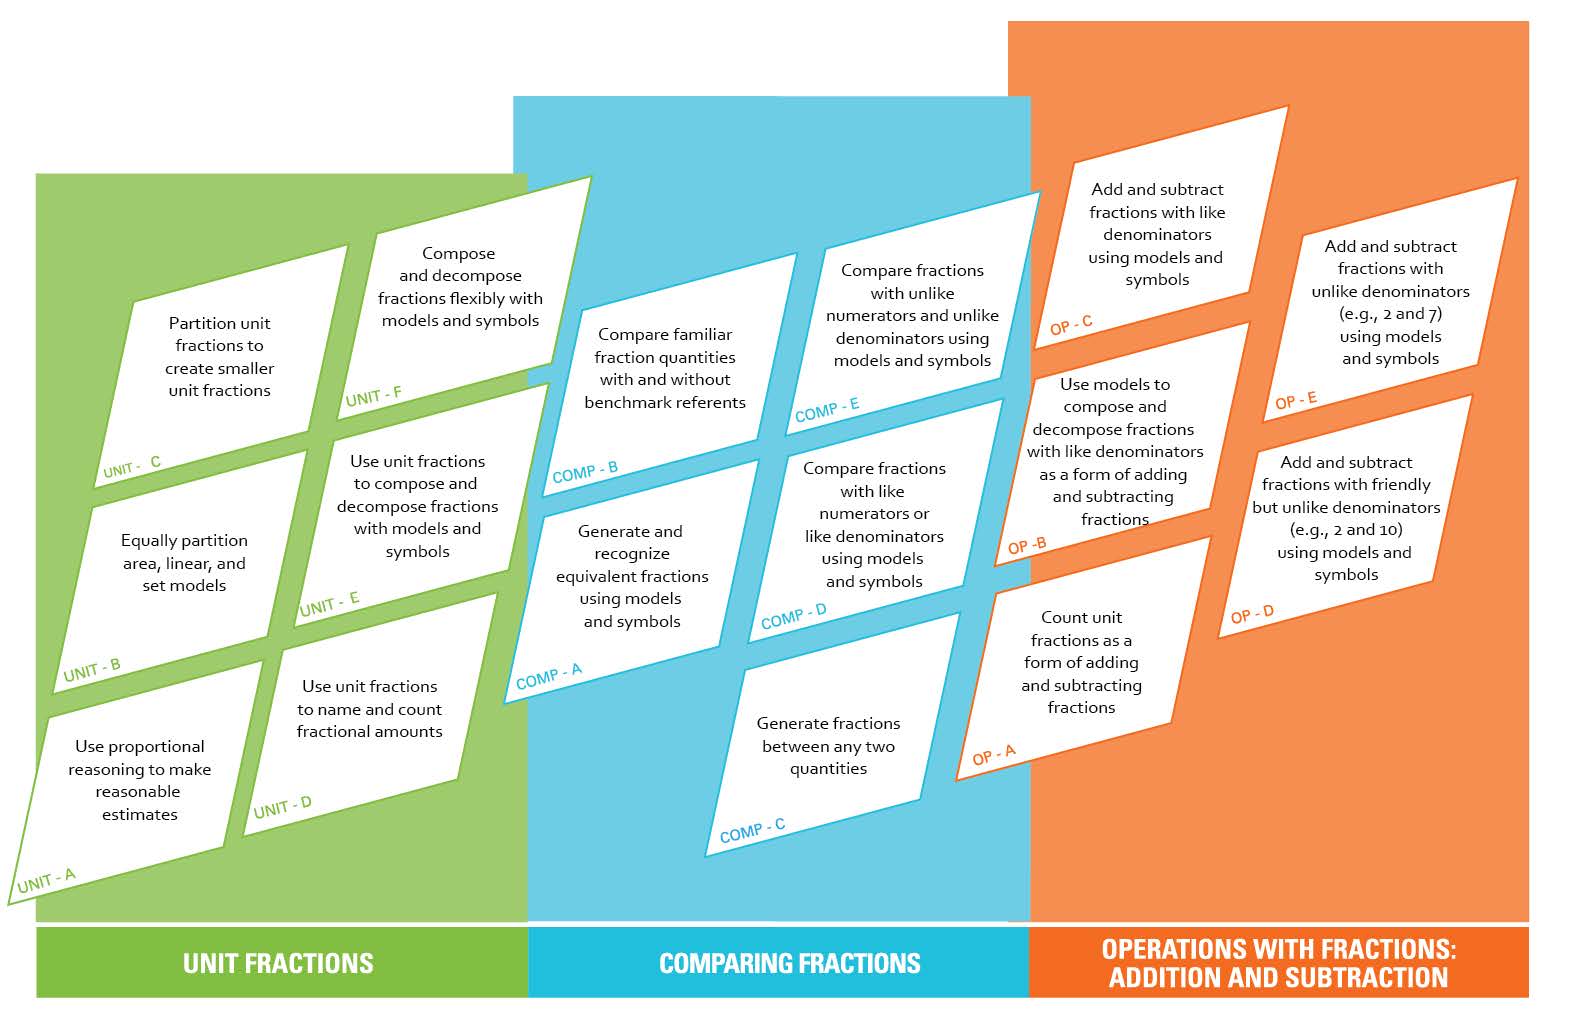 Partition unit
fractions to
create smaller
unit fractions
UNIT - C
Compose
and decompose
fractions flexibly with
models and symbols
UNIT - F
Equally partition
area, linear, and
set models
UNIT - B
Use unit fractions
to compose and
decompose fractions
with models and
symbols
UNIT - E
Use proportional
reasoning to make
reasonable
estimates
UNIT - A
Use unit fractions
to name and count
fractional amounts
UNIT - D
UNIT FRACTIONS
Compare familiar
fraction quantities
with and without
benchmark referents
COMP - B
Compare fractions
with unlike
numerators and unlike
denominators using
models and symbols
COMP - E
Generate and
recognize
equivalent fractions
using models
and symbols
COMP - A
Compare fractions
with like
numerators or
like denominators
using models
and symbols
COMP - D
Generate fractions
between any two
quantities
COMP - C
COMPARING FRACTIONS
Add and subtract
fractions with like
denominators
using models and
symbols
OP - C
Add and subtract
fractions with
unlike denominators
(e.g., 2 and 7)
using models
and symbols
OP - E
Use models to
compose and
decompose fractions
with like denominators
as a form of adding
and subtracting
fractions
OP -B
Add and subtract
fractions with friendly
but unlike denominators
(e.g., 2 and 10)
using models and
symbols
OP - D
Count unit
fractions as a
form of adding
and subtracting
fractions
OP - A
OPERATIONS WITH FRACTIONS:
ADDITION AND SUBTRACTION